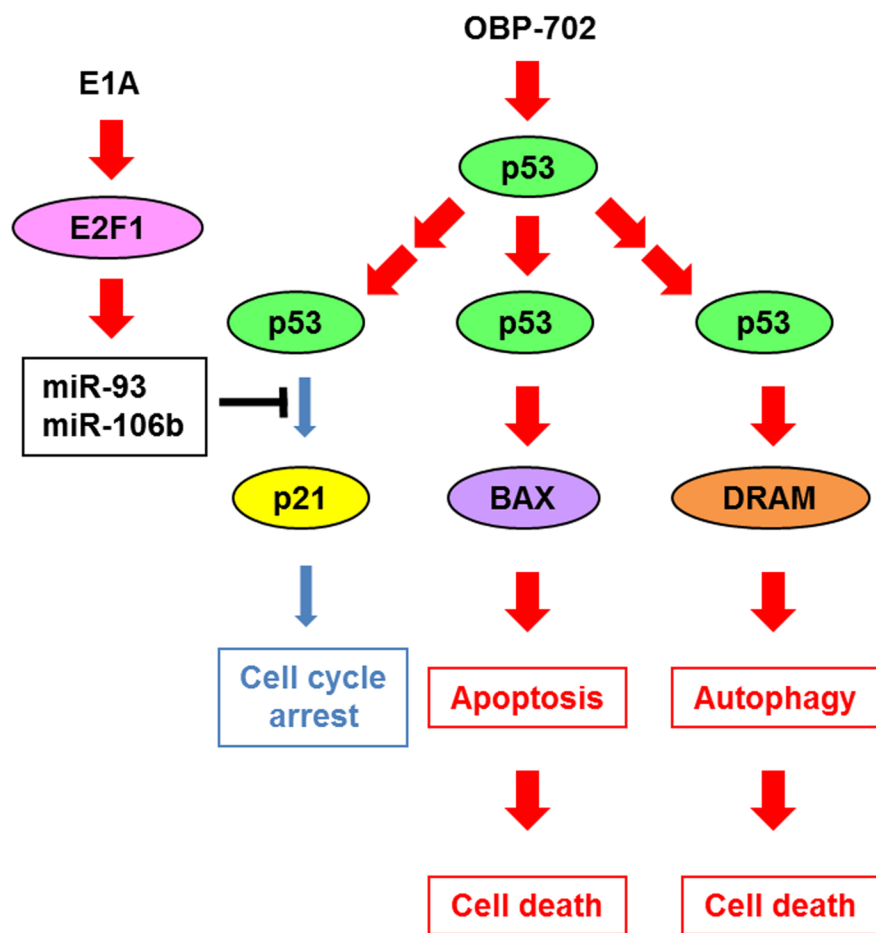 OBP-702
E1A
p53
E2F1
p53
p53
p53
miR-93
miR-106b
p21
BAX
DRAM
Cell cycle
arrest
Apoptosis
Autophagy
Cell death
Cell death